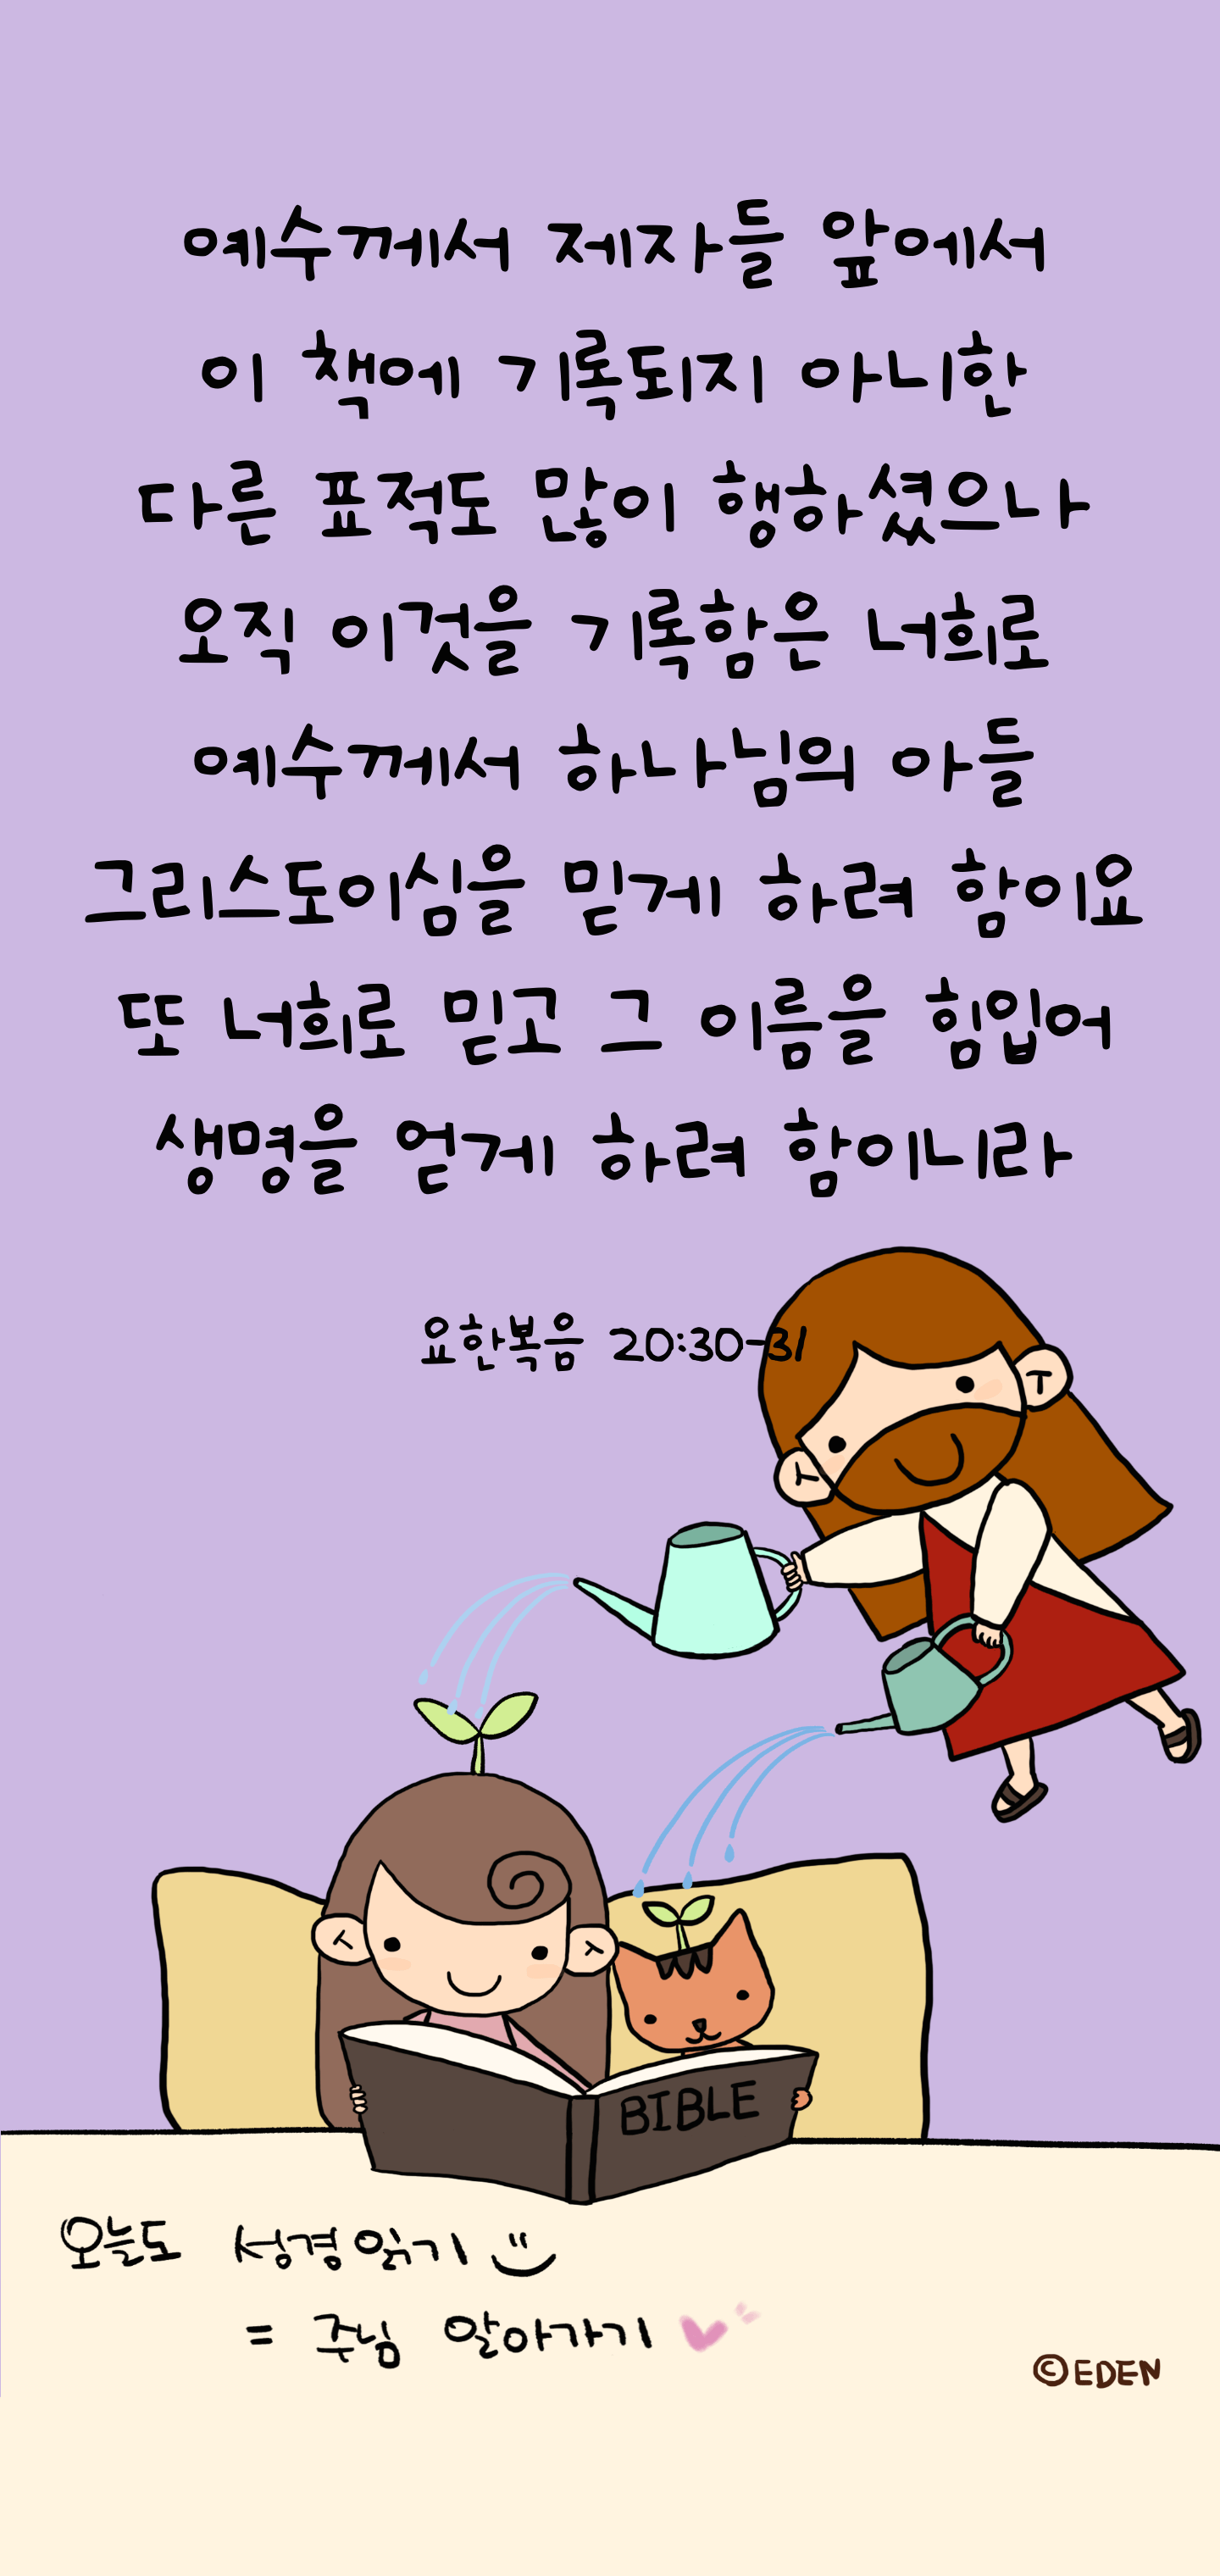 예수께서 제자들 앞에서
이 책에 기록되지 아니한
다른 표적도 많이 행하셨으나
오직 이것을 기록함은 너희로
예수께서 하나님의 아들
그리스도이심을 믿게 하려 함이요
또 너희로 믿고 그 이름을 힘입어
생명을 얻게 하려 함이니라
요한복음 20:30-31
BIBLE
오늘도 성경읽기
= 주님 알아가기
©EDEN